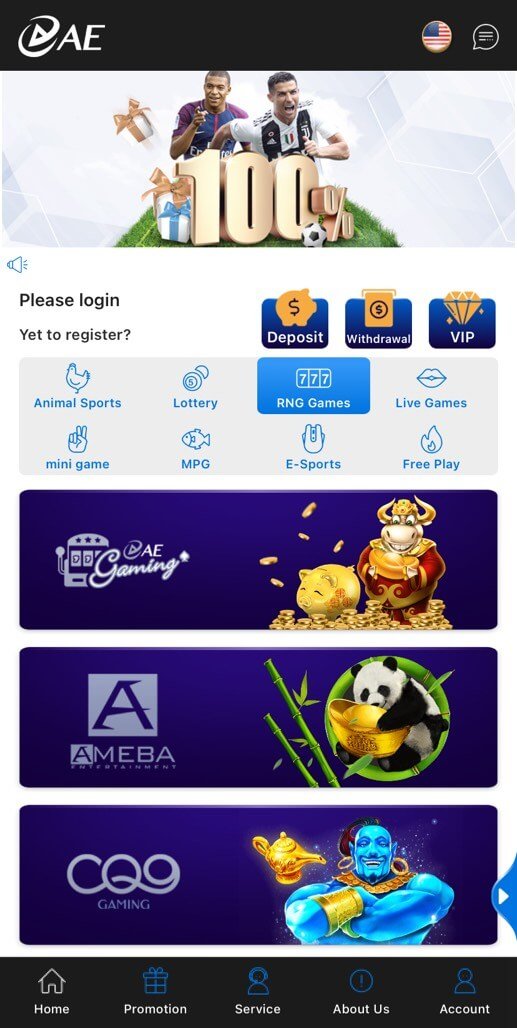 AE
100%
Please login
Yet to register?
Deposit
Withdrawal
VIP
Animal Sports
Lottery
RNG Games
Live Games
mini game
MPG
E-Sports
Free Play
AE
Gaming
A
AMEBA
ENTERTAINMENT
CQ9
GAMING
Home
Promotion
Service
About Us
Account